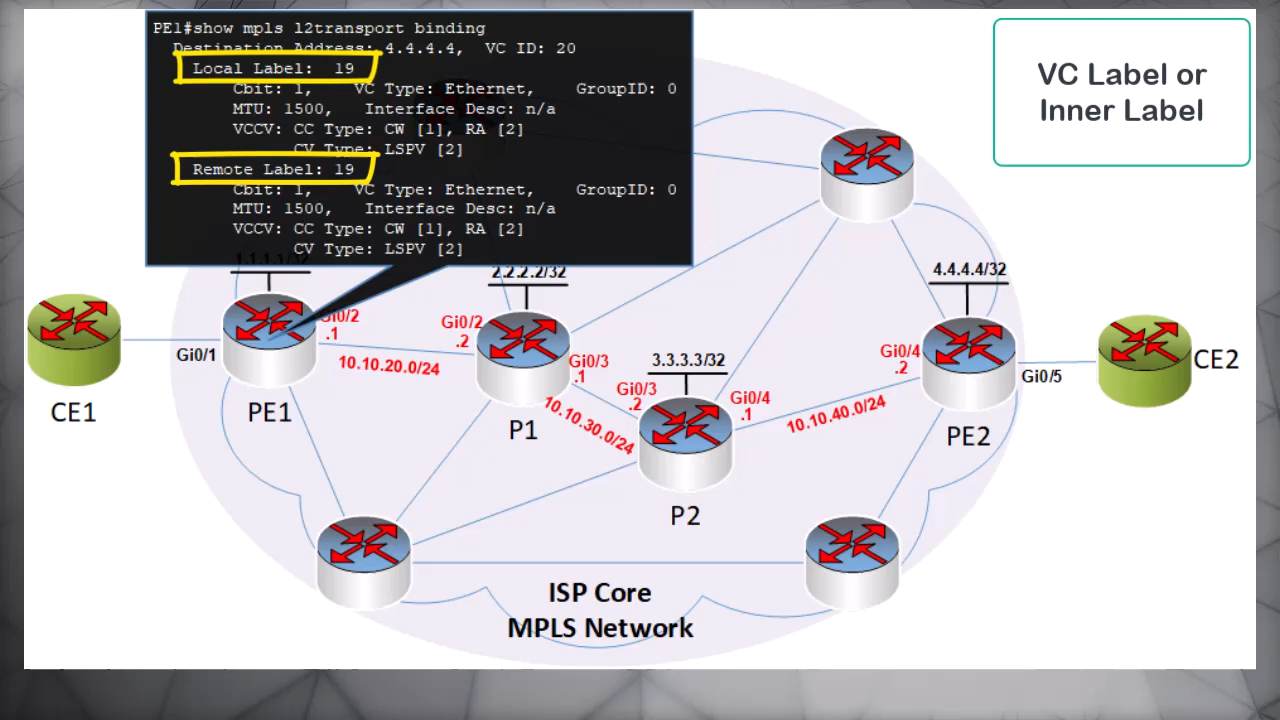 PE1#show mpls l2transport binding
Destination Address: 4.4.4.4, VC ID: 20
Local Label: 19
Cbit: 1, VC Type: Ethernet, GroupID: 0
MTU: 1500, Interface Desc: n/a
VCCV: CC Type: CW [1], RA [2]
CV Type: LSPV [2]
Remote Label: 19
Cbit: 1, VC Type: Ethernet, GroupID: 0
MTU: 1500, Interface Desc: n/a
VCCV: CC Type: CW [1], RA [2]
CV Type: LSPV [2]
VC Label or
Inner Label
2.2.2.2/32
4.4.4.4/32
Gi0/1
Gi0/2
.1
10.10.20.0/24
Gi0/2
.2
Gi0/3
.1
10.10.30.0/24
3.3.3.3/32
Gi0/3
.2
Gi0/4
.1
10.10.40.0/24
Gi0/4
.2
Gi0/5
CE1
PE1
P1
P2
PE2
CE2
ISP Core
MPLS Network